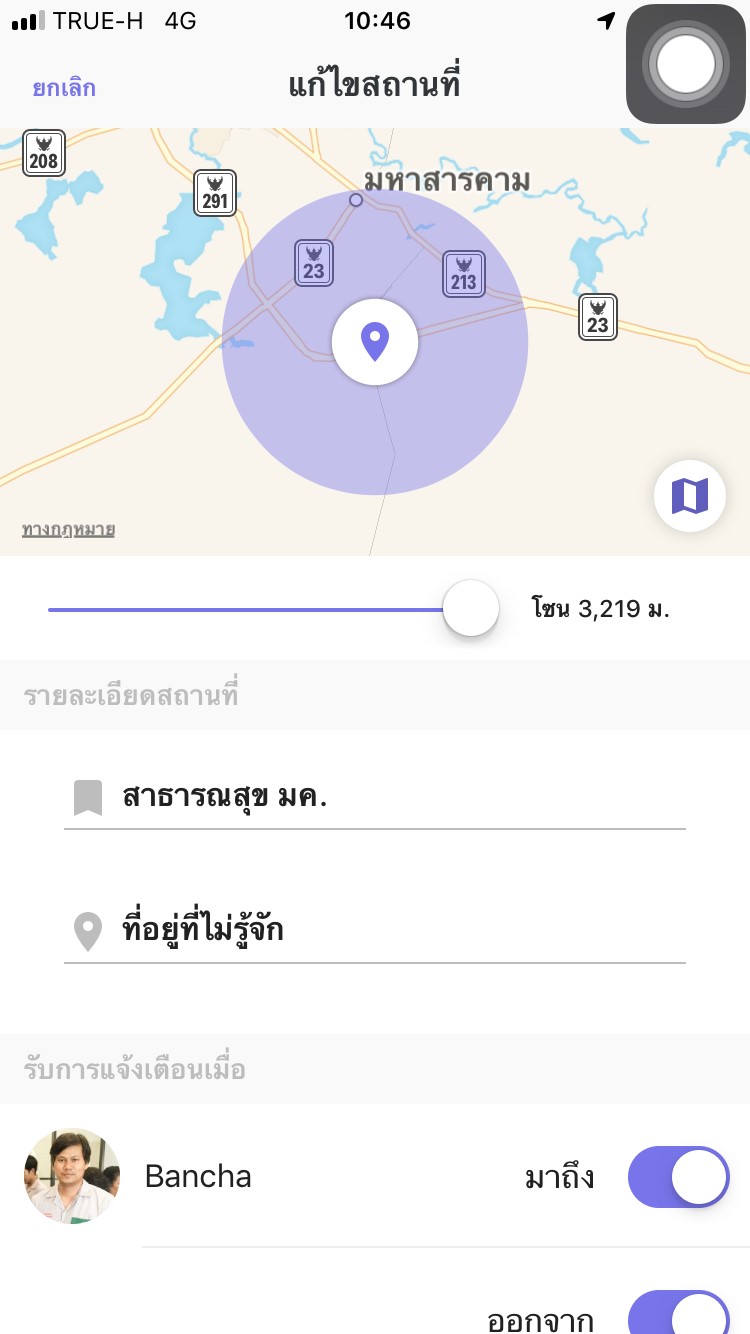 TRUE-H 4G 10:46
ยกเลิก แก้ไขสถานที่
208
มหาสารคาม
291
23
213
23
ทางกฎหมาย
โซน 3,219 ม.
รายละเอียดสถานที่
สาธารณสุข มค.
ที่อยู่ที่ไม่รู้จัก
รับการแจ้งเตือนเมื่อ
Bancha มาถึง
ออกจาก